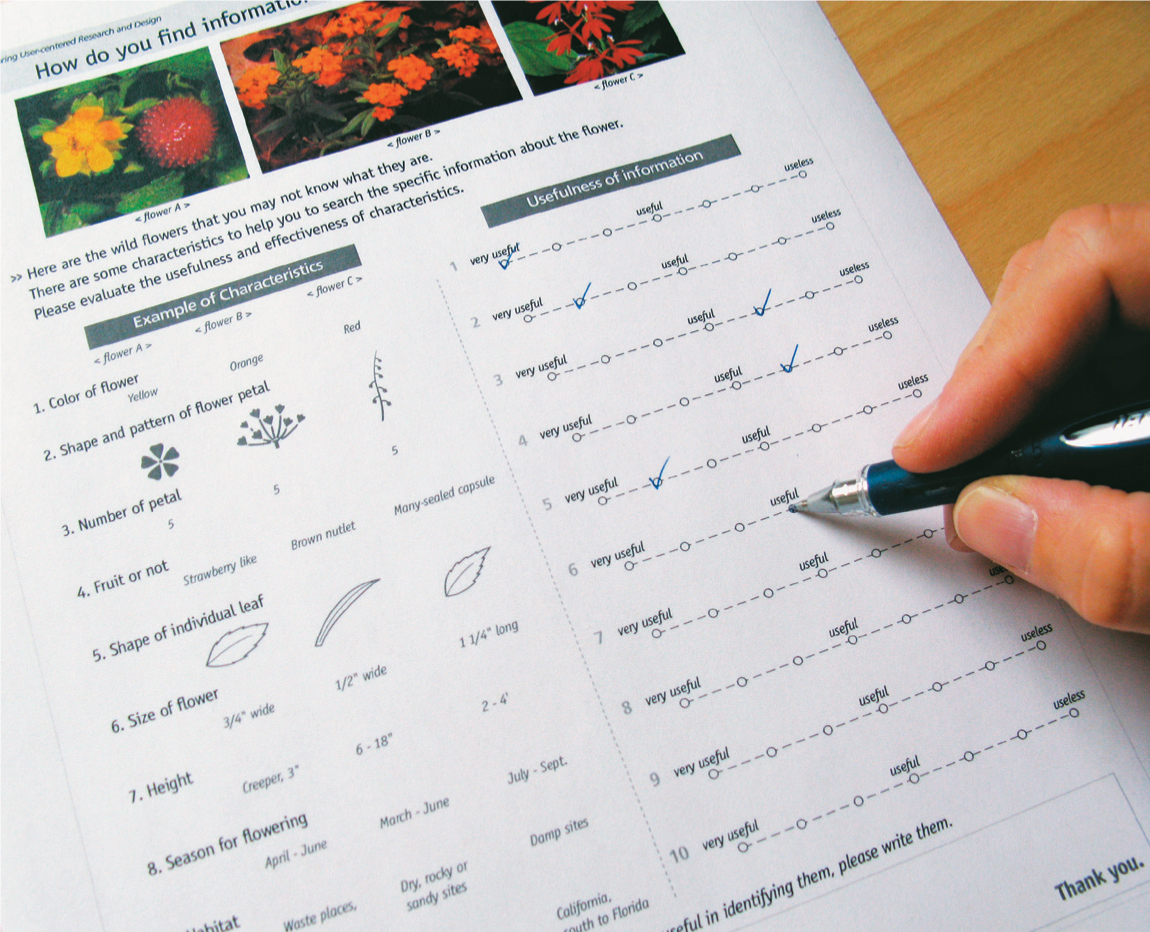 ring User-centered Research and Design
How do you find informatio
< flower A >
< flower B >
< flower C >
>> Here are the wild flowers that you may not know what they are.
There are some characteristics to help you to search the specific information about the flower.
Please evaluate the usefulness and effectiveness of characteristics.
Example of Characteristics
< flower A >
< flower B >
< flower C >
1. Color of flower
Yellow
Orange
Red
2. Shape and pattern of flower petal
3. Number of petal
5
5
5
4. Fruit or not
Strawberry like
Brown nutlet
Many-sealed capsule
5. Shape of individual leaf
6. Size of flower
3/4" wide
1/2" wide
1 1/4" long
7. Height
Creeper, 3"
6 - 18"
2 - 4'
8. Season for flowering
April - June
March - June
July - Sept.
abitat
Waste places,
Dry, rocky or
sandy sites
Damp sites
California,
south to Florida
Usefulness of information
1 very useful useful useless
2 very useful useful useless
3 very useful useful useless
4 very useful useful useless
5 very useful useful useless
6 very useful useful
7 very useful useful
8 very useful useful use
9 very useful useful useless
10 very useful useful useless
seful in identifying them, please write them.
Thank you.